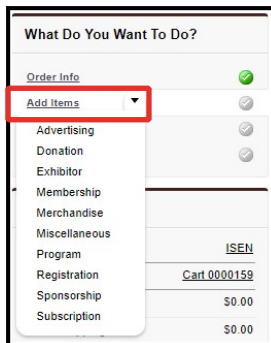 What Do You Want To Do?
Order Info
Add Items
Advertising
Donation
Exhibitor
Membership
Merchandise
Miscellaneous
Program
Registration
Sponsorship
Subscription
ISEN
Cart 0000159
$0.00
$0.00